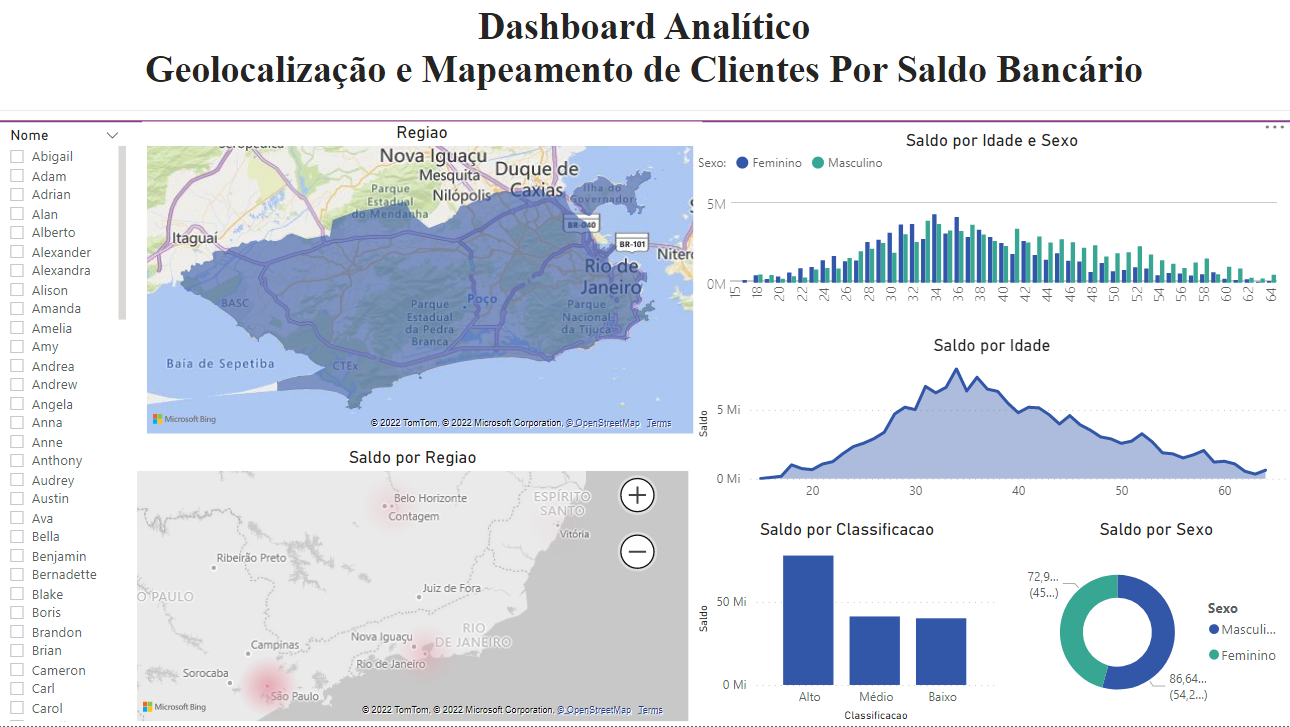 Dashboard Analítico
Geolocalização e Mapeamento de Clientes Por Saldo Bancário
Nome
Abigail
Adam
Adrian
Alan
Alberto
Alexander
Alexandra
Alison
Amanda
Amelia
Amy
Andrea
Andrew
Angela
Anna
Anne
Anthony
Audrey
Austin
Ava
Bella
Benjamin
Bernadette
Blake
Boris
Brandon
Brian
Cameron
Carl
Carol
Regiao
Nova Iguaçu
Duque de
Caxias
Mesquita
Nilópolis
Ilha do
Governador
Parque
Estadual
do Mendanha
BR-040
BR-101
Itaguaí
Niteró
Rio de
Janeiro
BASC
Poço
Parque
Estadual
da Pedra
Branca
Parque
Nacional
da Tijuca
Baía de Sepetiba
CTEx
Microsoft Bing
© 2022 TomTom, © 2022 Microsoft Corporation, © OpenStreetMap Terms
Saldo por Regiao
Belo Horizonte
Contagem
ESPÍRITO
SANTO
Vitória
Ribeirão Preto
O PAULO
Juiz de Fora
RIO
DE JANEIRO
Nova Iguaçu
Rio de Janeiro
Campinas
Sorocaba
São Paulo
Microsoft Bing
© 2022 TomTom, © 2022 Microsoft Corporation, © OpenStreetMap Terms
Saldo por Idade e Sexo
Sexo: Feminino Masculino
5M
0M
15 18 20 22 24 26 28 30 32 34 36 38 40 42 44 46 48 50 52 54 56 58 60 62 64
Saldo por Idade
Saldo
5 Mi
0 Mi
20 30 40 50 60
Saldo por Classificacao
Saldo
50 Mi
0 Mi
Alto Médio Baixo
Classificacao
Saldo por Sexo
72,9...
(45...)
86,64...
(54,2...)
Sexo
Masculi...
Feminino